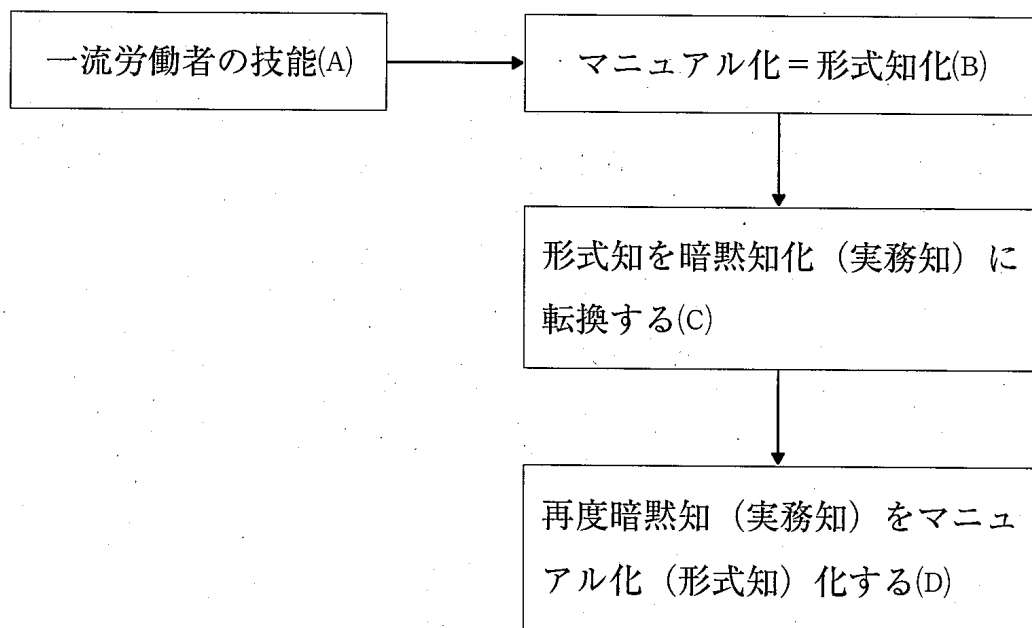 一流労働者の技能(A)
マニュアル化=形式知化(B)
形式知を暗黙知化(実務知)に
転換する(C)
再度暗黙知(実務知)をマニュ
アル化(形式知)化する(D)